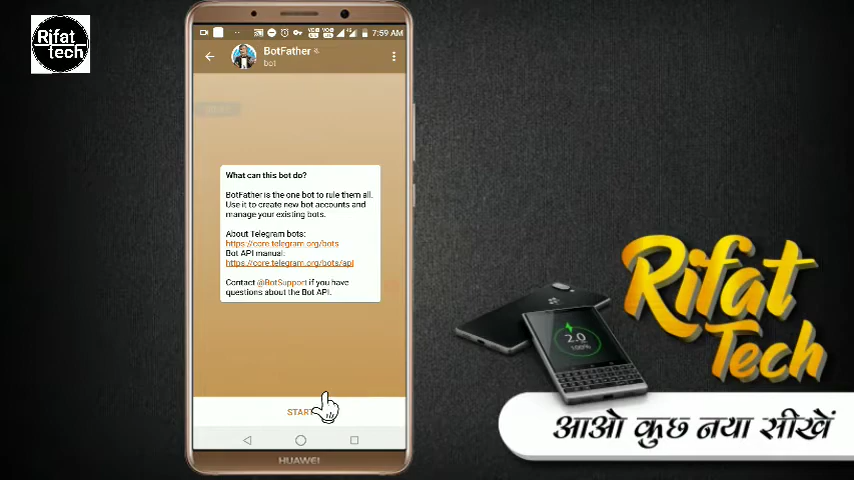 Rifat
tech
7:59 AM
BotFather
bot
What can this bot do?
BotFather is the one bot to rule them all.
Use it to create new bot accounts and
manage your existing bots.
About Telegram bots:
https://core.telegram.org/bots
Bot API manual:
https://core.telegram.org/bots/api
Contact @BotSupport if you have
questions about the Bot API.
START
HUAWEI
2.0
100%
Rifat
Tech
आओ कुछ नया सीखें